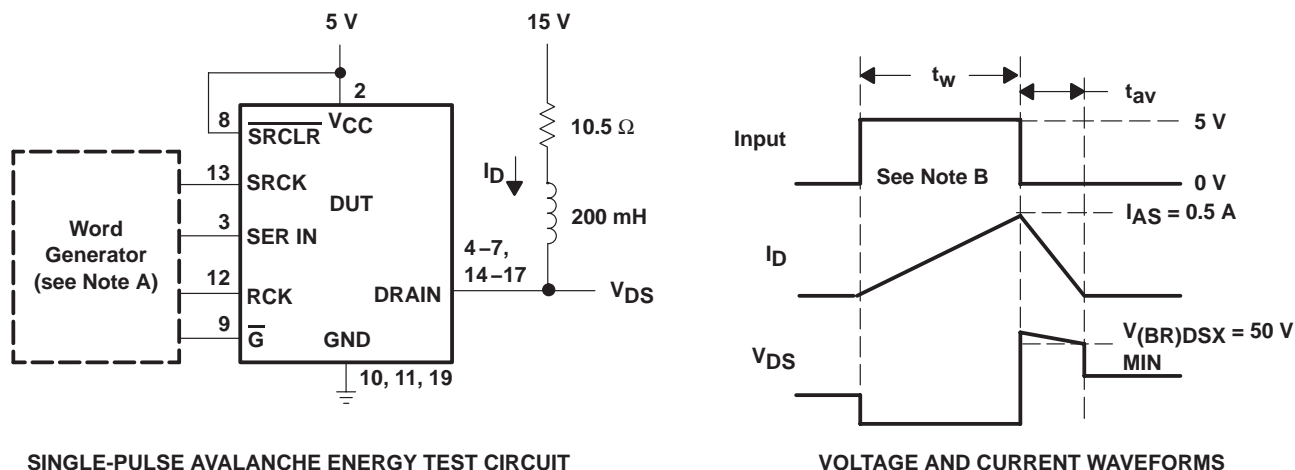 5 V
15 V
2
VCC
8
SRCLR
10.5 Ω
ID
13
SRCK
DUT
200 mH
Word
Generator
(see Note A)
3
SER IN
4–7,
14–17
12
RCK
DRAIN
VDS
9
G
GND
10, 11, 19
SINGLE-PULSE AVALANCHE ENERGY TEST CIRCUIT
tw
tav
Input
5 V
See Note B
0 V
IAS = 0.5 A
ID
V(BR)DSX = 50 V
MIN
VDS
VOLTAGE AND CURRENT WAVEFORMS